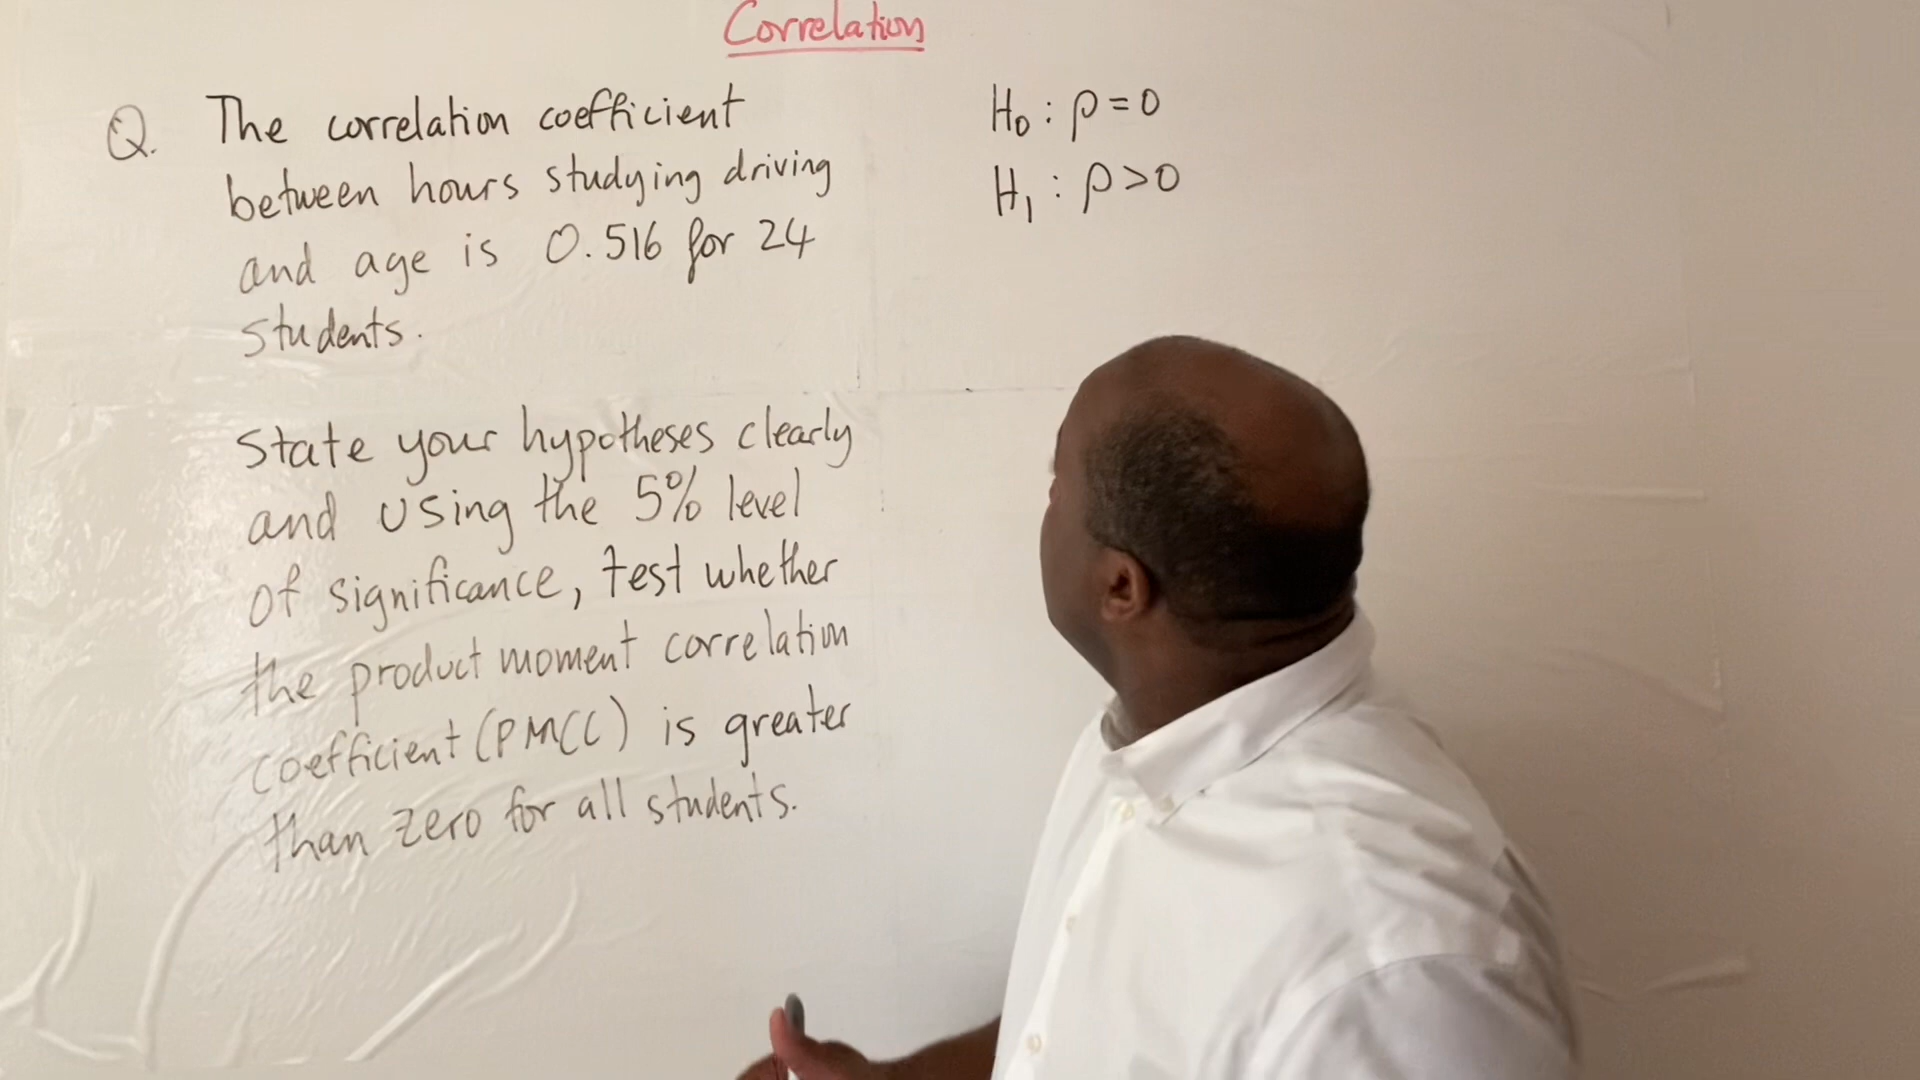 Correlation
Q. The correlation coefficient
between hours studying driving
and age is 0.516 for 24
students.
State your hypotheses clearly
and using the 5% level
of significance, test whether
the product moment correlation
coefficient (PMCC) is greater
than zero for all students.
H₀ : ρ = 0
H₁ : ρ > 0